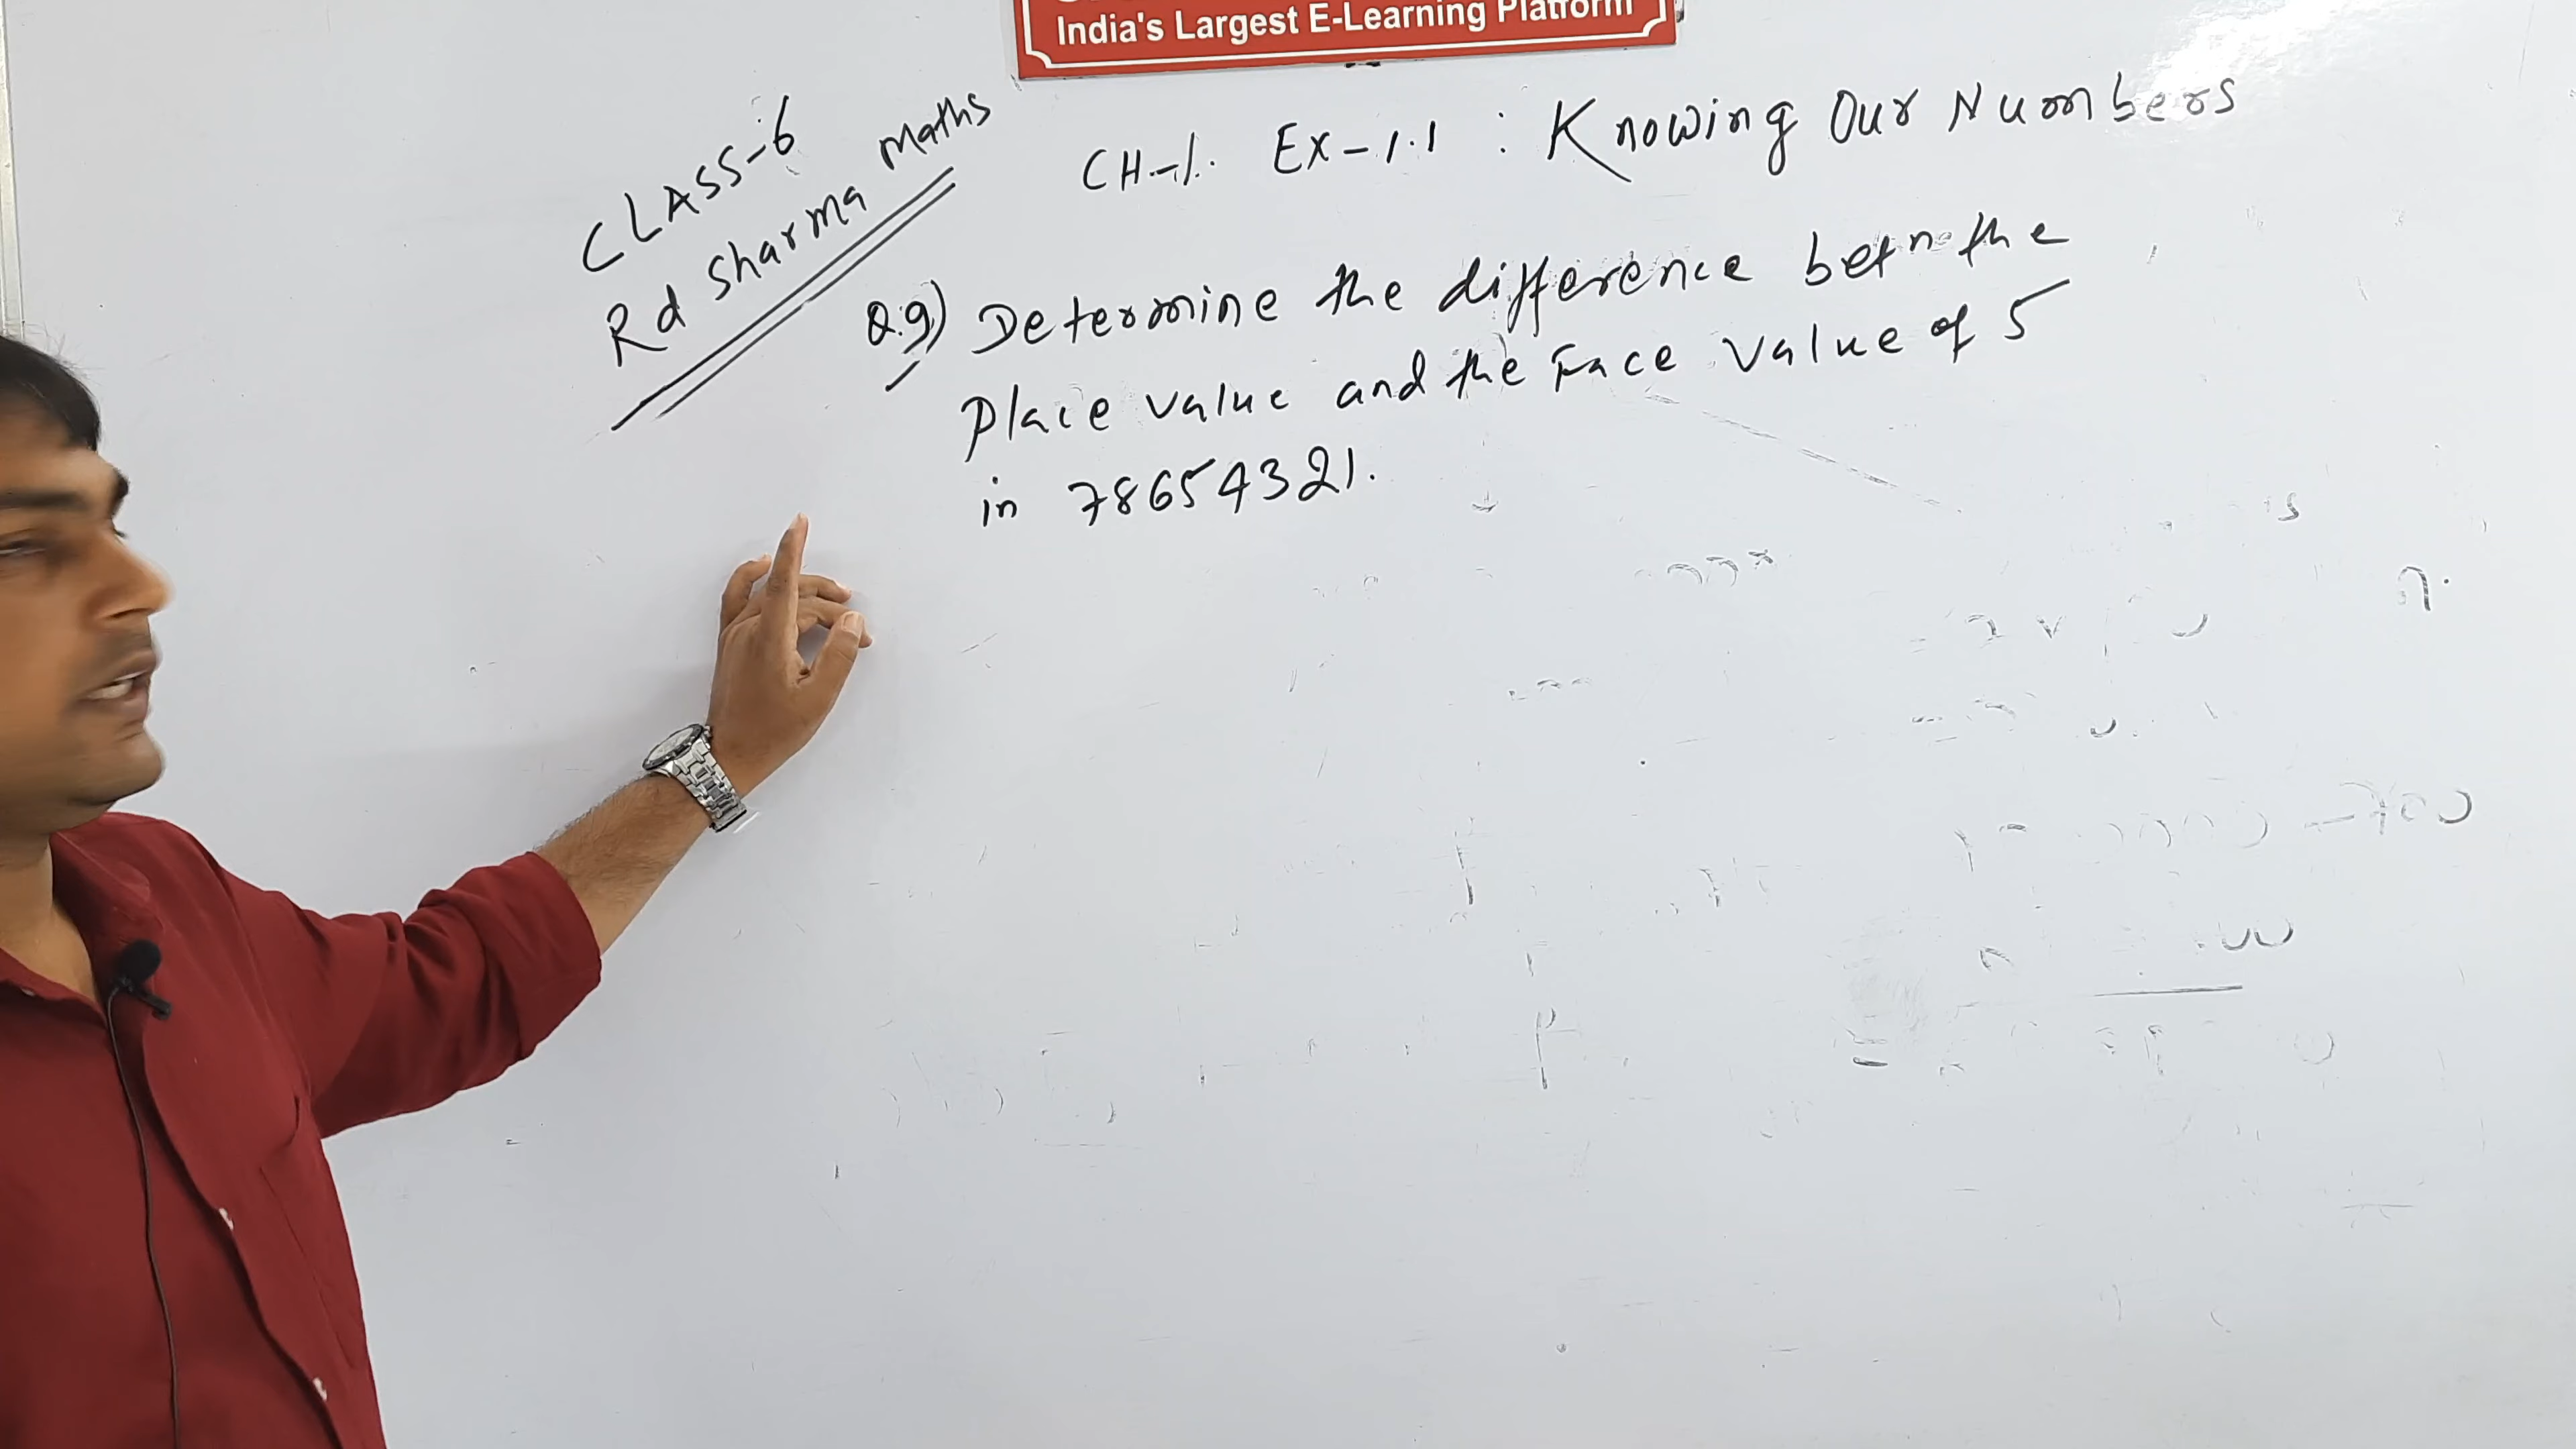 India's Largest E-Learning Platform
CLASS-6
Rd Sharma Maths
CH-1. Ex-1.1 : Knowing Our Numbers
Q.9) Determine the difference betn the
Place value and the Face value of 5
in 78654321.